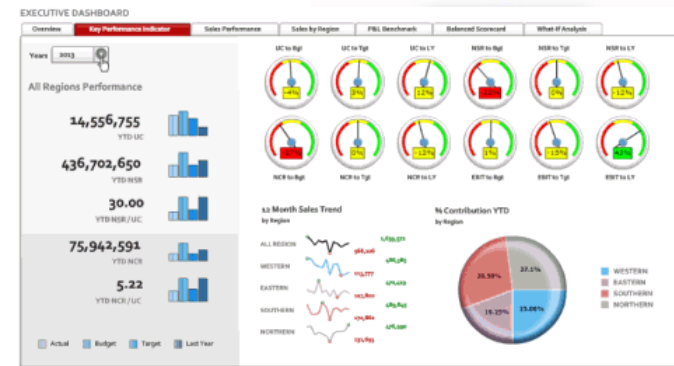 EXECUTIVE DASHBOARD
Overview Key Performance Indicator Sales Performance Sales by Region P&L Benchmark Balanced Scorecard What-If Analysis
Years 2013
All Regions Performance
14,556,755
YTD UC
436,702,650
YTD NSR
30.00
YTD NSR / UC
75,942,591
YTD NCR
5.22
YTD NCR / UC
Actual Budget Target Last Year
UC to Bgt UC to Tgt UC to LY NSR to Bgt NSR to Tgt NSR to LY
-4% 12% 0% -12%
0% -12% 1% -15% 42%
NCR to Bgt NCR to Tgt NCR to LY EBIT to Bgt EBIT to Tgt EBIT to LY
12 Month Sales Trend
by Region
ALL REGION
WESTERN
EASTERN
SOUTHERN
NORTHERN
% Contribution YTD
by Region
27.1%
19.25%
WESTERN
EASTERN
SOUTHERN
NORTHERN